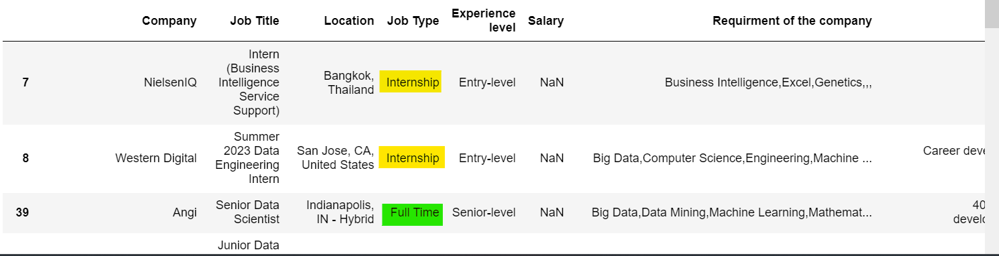 Company Job Title Location Job Type Experience level Salary Requirment of the company
7 NielsenIQ Intern (Business Intelligence Service Support) Bangkok, Thailand Internship Entry-level NaN Business Intelligence,Excel,Genetics,,,
8 Western Digital Summer 2023 Data Engineering Intern San Jose, CA, United States Internship Entry-level NaN Big Data,Computer Science,Engineering,Machine ... Career deve
39 Angi Senior Data Scientist Indianapolis, IN - Hybrid Full Time Senior-level NaN Big Data,Data Mining,Machine Learning,Mathemat... 40 develo
Junior Data